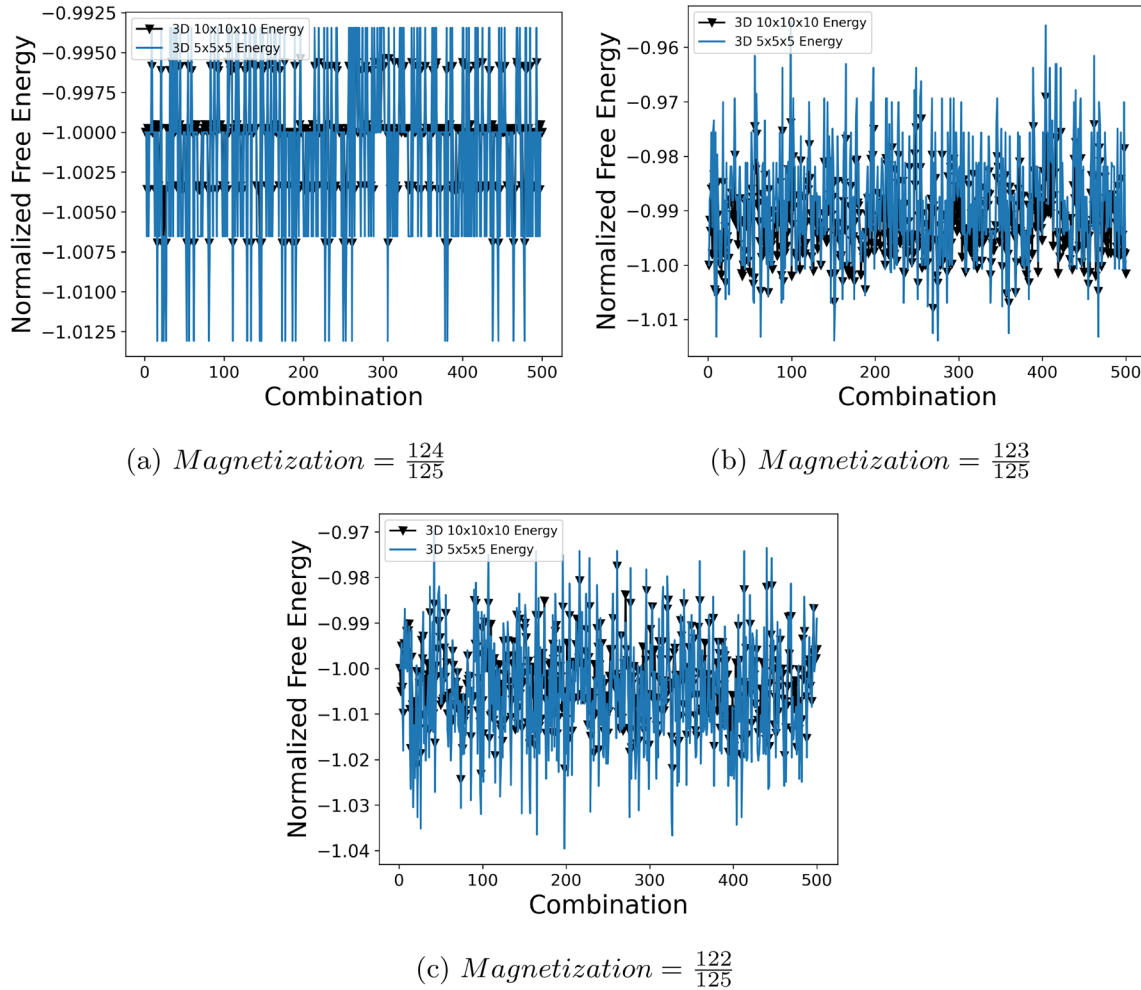 3D 10x10x10 Energy
3D 5x5x5 Energy
Normalized Free Energy
−0.9925
−0.9950
−0.9975
−1.0000
−1.0025
−1.0050
−1.0075
−1.0100
−1.0125
0 100 200 300 400 500
Combination
(a) Magnetization = 124/125
3D 10x10x10 Energy
3D 5x5x5 Energy
Normalized Free Energy
−0.96
−0.97
−0.98
−0.99
−1.00
−1.01
0 100 200 300 400 500
Combination
(b) Magnetization = 123/125
3D 10x10x10 Energy
3D 5x5x5 Energy
Normalized Free Energy
−0.97
−0.98
−0.99
−1.00
−1.01
−1.02
−1.03
−1.04
0 100 200 300 400 500
Combination
(c) Magnetization = 122/125